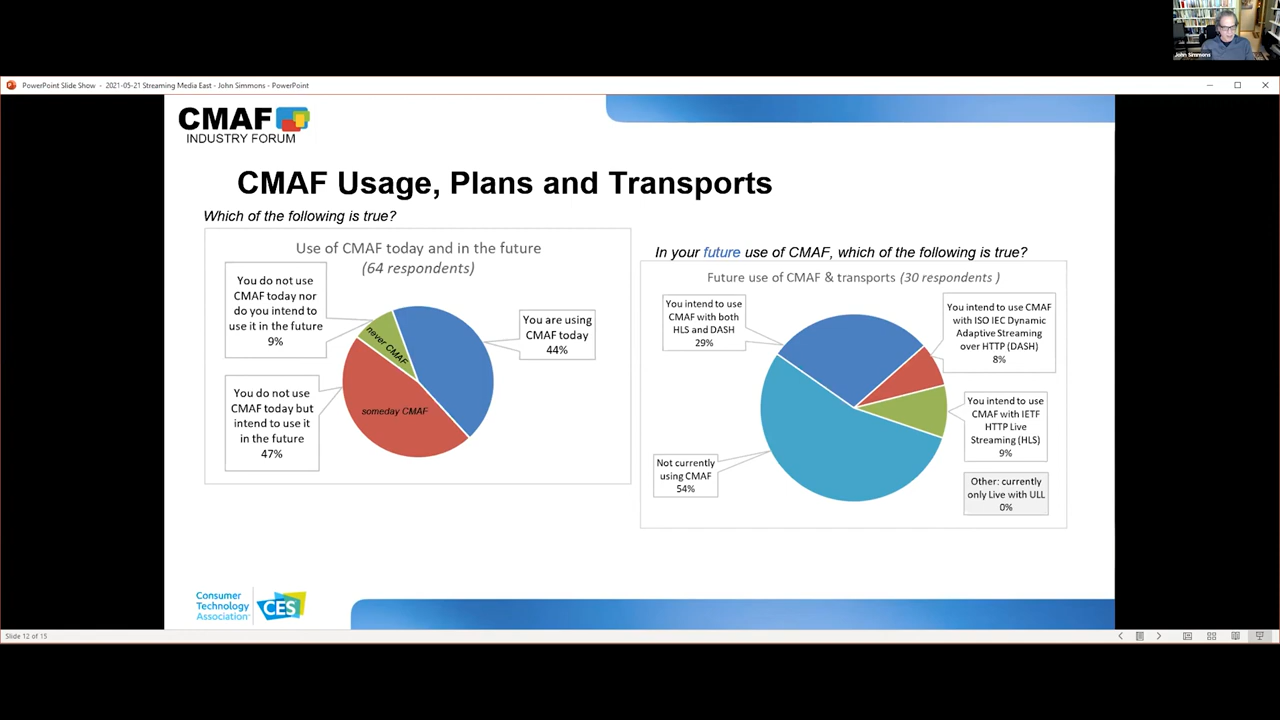 John Simmons
PowerPoint Slide Show - 2021-05-21 Streaming Media East - John Simmons - PowerPoint
CMAF
INDUSTRY FORUM
CMAF Usage, Plans and Transports
Which of the following is true?
Use of CMAF today and in the future
(64 respondents)
You do not use
CMAF today nor
do you intend to
use it in the future
9%
You are using
CMAF today
44%
never CMAF
You do not use
CMAF today but
intend to use it
in the future
47%
someday CMAF
In your future use of CMAF, which of the following is true?
Future use of CMAF & transports (30 respondents )
You intend to use
CMAF with both
HLS and DASH
29%
You intend to use CMAF
with ISO IEC Dynamic
Adaptive Streaming
over HTTP (DASH)
8%
You intend to use
CMAF with IETF
HTTP Live
Streaming (HLS)
9%
Not currently
using CMAF
54%
Other: currently
only Live with ULL
0%
Consumer
Technology
Association
CES
Slide 12 of 15